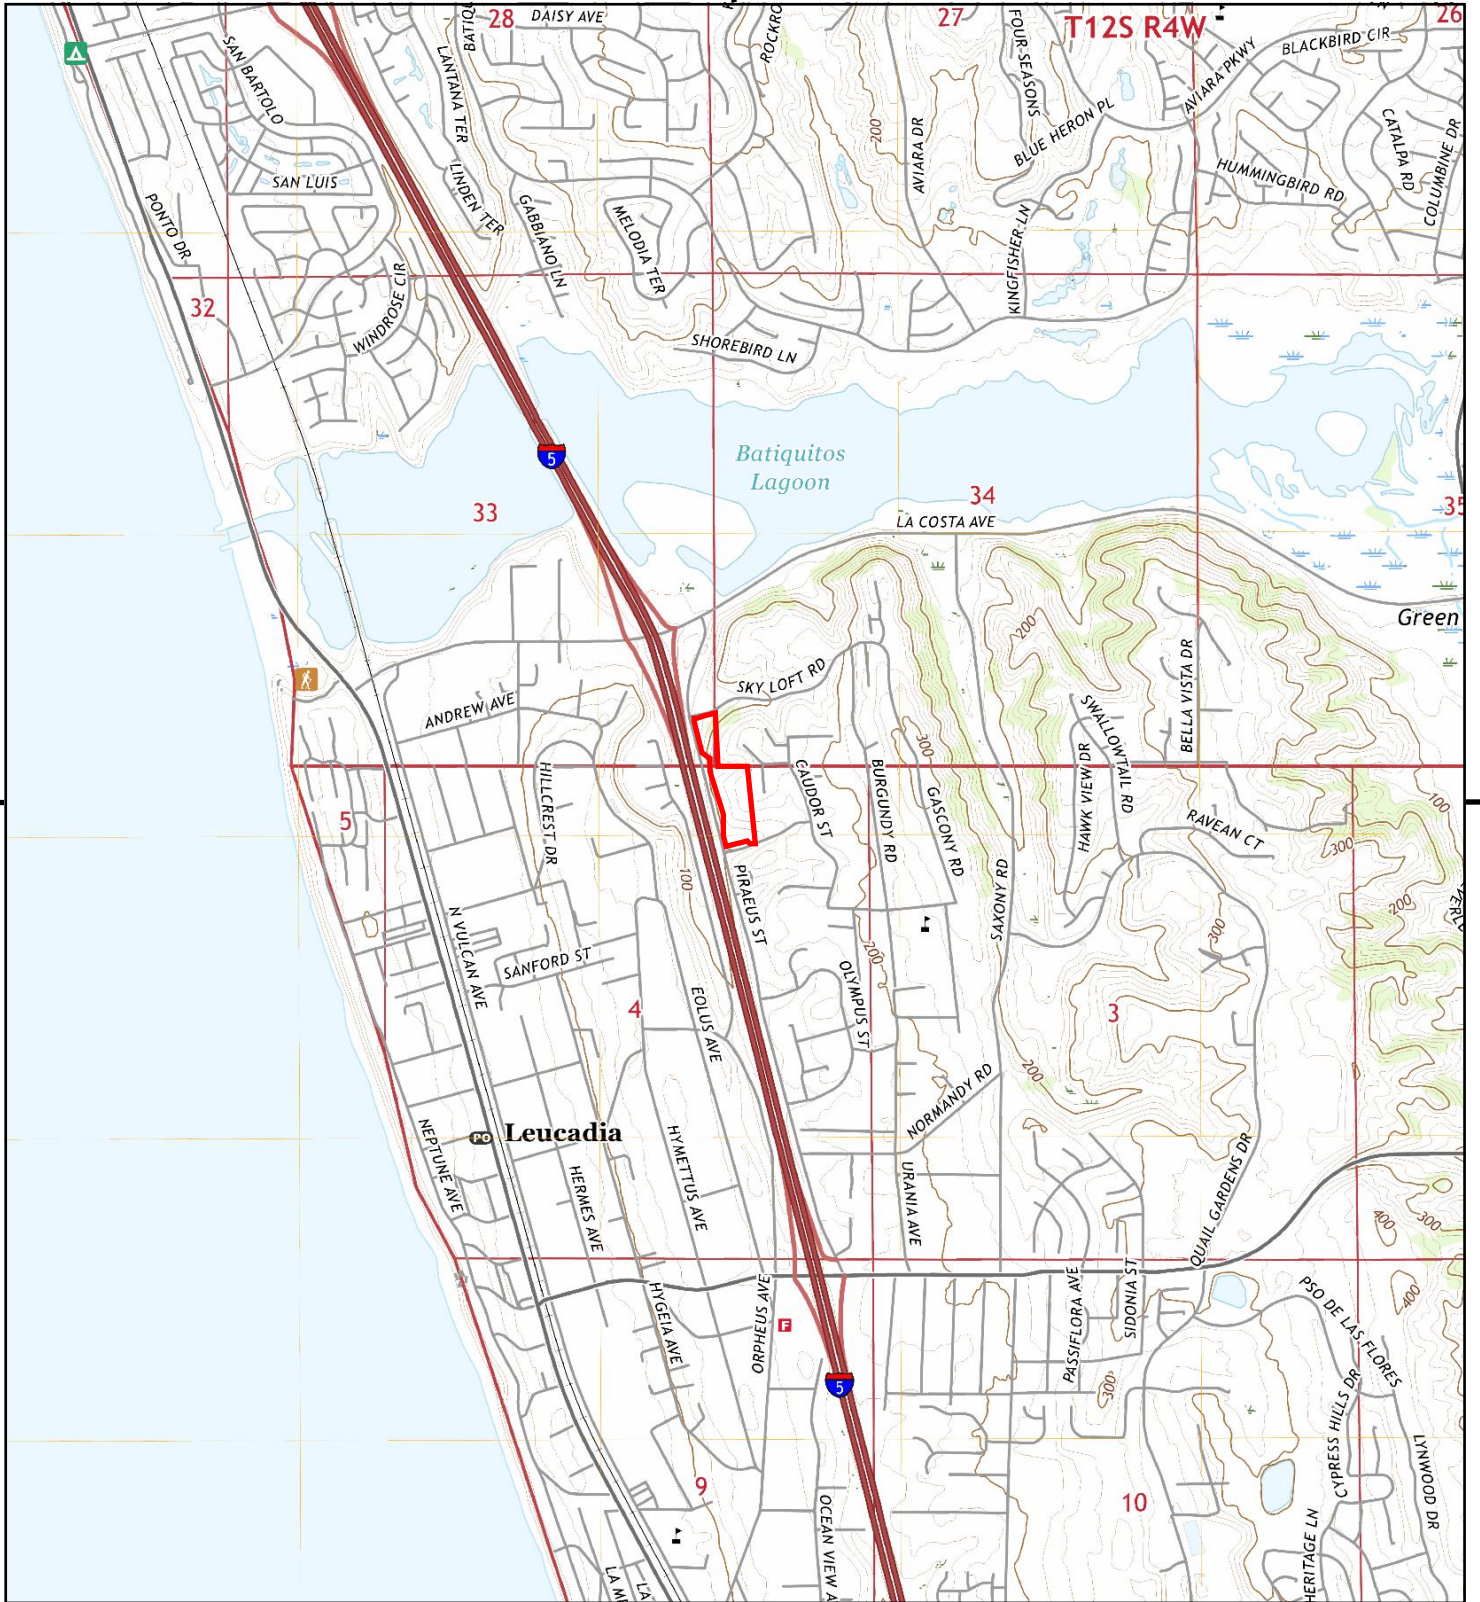 28
DAISY AVE
27
T12S R4W
26
BLACKBIRD CIR
SAN BARTOLO
LANTANA TER
FOUR SEASONS
AVIARA PKWY
200
AVIARA DR
BLUE HERON PL
CATALPA RD
COLUMBINE DR
HUMMINGBIRD RD
SAN LUIS
LINDEN TER
PONTO DR
GABBIANO LN
MELODIA TER
KINGFISHER LN
32
WINDROSE CIR
SHOREBIRD LN
5
Batiquitos
Lagoon
33
34
35
LA COSTA AVE
200
Green
SKY LOFT RD
BELLA VISTA DR
ANDREW AVE
SWALLOWTAIL RD
300
HAWK VIEW DR
HILLCREST DR
CAUDOR ST
BURGUNDY RD
GASCONY RD
100
5
RAVEAN CT
300
100
PIRAEUS ST
SAXONY RD
200
300
N VULCAN AVE
SANFORD ST
200
OLYMPUS ST
EOLUS AVE
4
3
200
NORMANDY RD
Leucadia
PO
NEPTUNE AVE
HYMETTUS AVE
HERMES AVE
URANIA AVE
QUAIL GARDENS DR
400
300
HYGEIA AVE
ORPHEUS AVE
F
PASSIFLORA AVE
SIDONIA ST
PSO DE LAS FLORES
400
5
300
CYPRESS HILLS DR
LYNWOOD DR
9
10
OCEAN VIEW A
HERITAGE LN